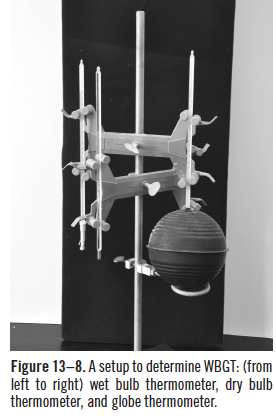 Figure 13–8. A setup to determine WBGT: (from
left to right) wet bulb thermometer, dry bulb
thermometer, and globe thermometer.